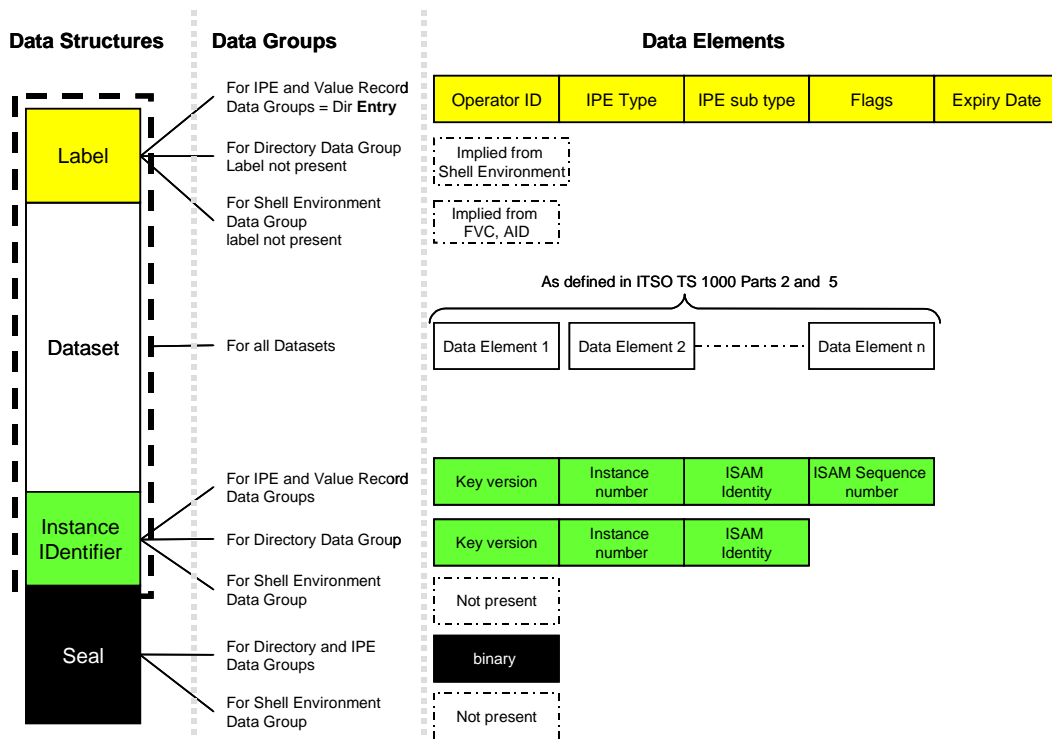 Data Structures
Data Groups
Data Elements
For IPE and Value Record
Data Groups = Dir Entry
Operator ID
IPE Type
IPE sub type
Flags
Expiry Date
Label
For Directory Data Group
Label not present
Implied from
Shell Environment
For Shell Environment
Data Group
label not present
Implied from
FVC, AID
As defined in ITSO TS 1000 Parts 2 and 5
Dataset
For all Datasets
Data Element 1
Data Element 2
Data Element n
Instance
IDentifier
For IPE and Value Record
Data Groups
Key version
Instance
number
ISAM
Identity
ISAM Sequence
number
For Directory Data Group
Key version
Instance
number
ISAM
Identity
For Shell Environment
Data Group
Not present
Seal
For Directory and IPE
Data Groups
binary
For Shell Environment
Data Group
Not present